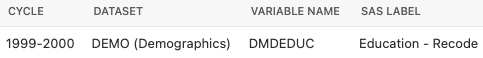 CYCLE DATASET VARIABLE NAME SAS LABEL
1999-2000 DEMO (Demographics) DMDEDUC Education - Recode